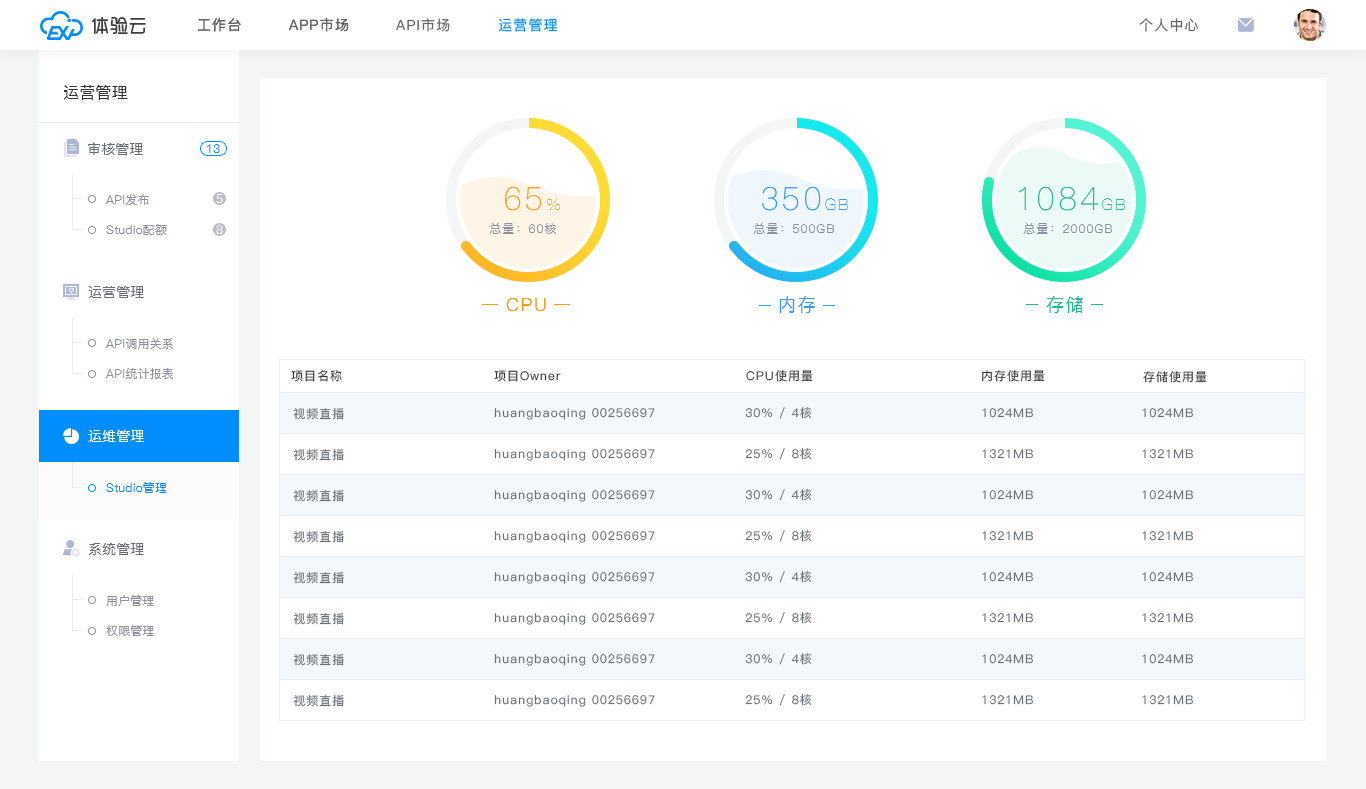 EXP 体验云 工作台 APP市场 API市场 运营管理 个人中心
运营管理
审核管理 13
API发布 5
Studio配额 8
运营管理
API调用关系
API统计报表
运维管理
Studio管理
系统管理
用户管理
权限管理
65%
总量：60核
CPU
350GB
总量：500GB
内存
1084GB
总量：2000GB
存储
项目名称 项目Owner CPU使用量 内存使用量 存储使用量
视频直播 huangbaoqing 00256697 30% / 4核 1024MB 1024MB
视频直播 huangbaoqing 00256697 25% / 8核 1321MB 1321MB
视频直播 huangbaoqing 00256697 30% / 4核 1024MB 1024MB
视频直播 huangbaoqing 00256697 25% / 8核 1321MB 1321MB
视频直播 huangbaoqing 00256697 30% / 4核 1024MB 1024MB
视频直播 huangbaoqing 00256697 25% / 8核 1321MB 1321MB
视频直播 huangbaoqing 00256697 30% / 4核 1024MB 1024MB
视频直播 huangbaoqing 00256697 25% / 8核 1321MB 1321MB